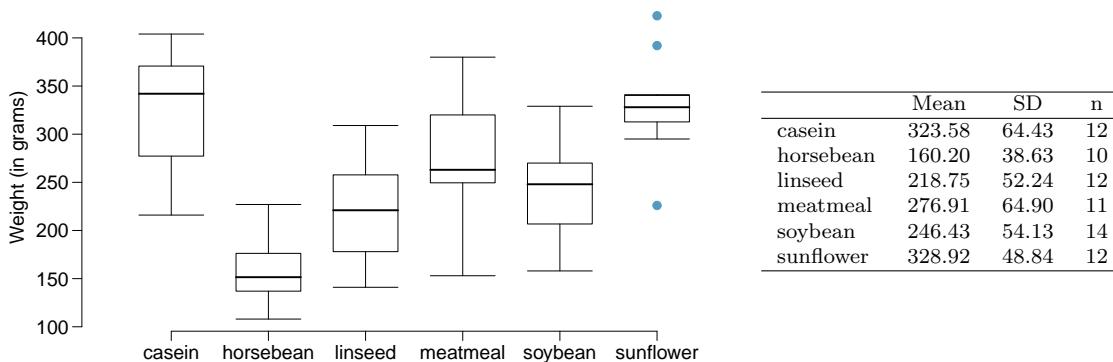 Weight (in grams)
400
350
300
250
200
150
100
casein horsebean linseed meatmeal soybean sunflower
Mean SD n
casein 323.58 64.43 12
horsebean 160.20 38.63 10
linseed 218.75 52.24 12
meatmeal 276.91 64.90 11
soybean 246.43 54.13 14
sunflower 328.92 48.84 12